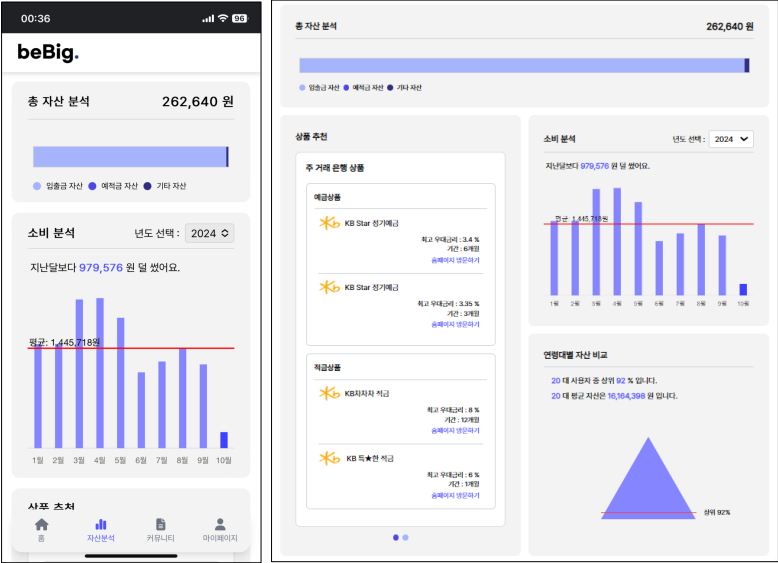 00:36
96
beBig.
총 자산 분석 262,640 원
입출금 자산 예적금 자산 기타 자산
소비 분석 년도 선택 : 2024
지난달보다 979,576 원 덜 썼어요.
평균: 1,445,718원
1월 2월 3월 4월 5월 6월 7월 8월 9월 10월
상품 추천
홈 자산분석 커뮤니티 마이페이지
총 자산 분석 262,640 원
입출금 자산 예적금 자산 기타 자산
상품 추천
주 거래 은행 상품
예금상품
KB Star 정기예금
최고 우대금리 : 3.4 %
기간 : 6개월
홈페이지 방문하기
KB Star 정기예금
최고 우대금리 : 3.35 %
기간 : 3개월
홈페이지 방문하기
적금상품
KB차차차 적금
최고 우대금리 : 8 %
기간 : 12개월
홈페이지 방문하기
KB 특★한 적금
최고 우대금리 : 6 %
기간 : 1개월
홈페이지 방문하기
소비 분석 년도 선택 : 2024
지난달보다 979,576 원 덜 썼어요.
평균: 1,445,718원
1월 2월 3월 4월 5월 6월 7월 8월 9월 10월
연령대별 자산 비교
20 대 사용자 중 상위 92 % 입니다.
20 대 평균 자산은 16,164,398 원 입니다.
상위 92%